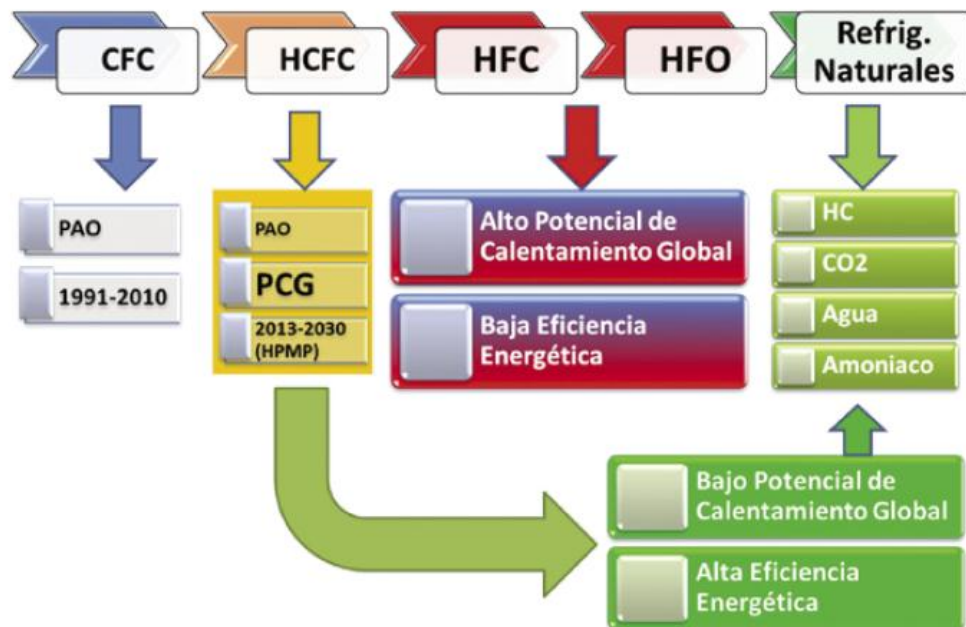 CFC
HCFC
HFC
HFO
Refrig.
Naturales
PAO
1991-2010
PAO
PCG
2013-2030
(HPMP)
Alto Potencial de
Calentamiento Global
Baja Eficiencia
Energética
HC
CO2
Agua
Amoniaco
Bajo Potencial de
Calentamiento Global
Alta Eficiencia
Energética